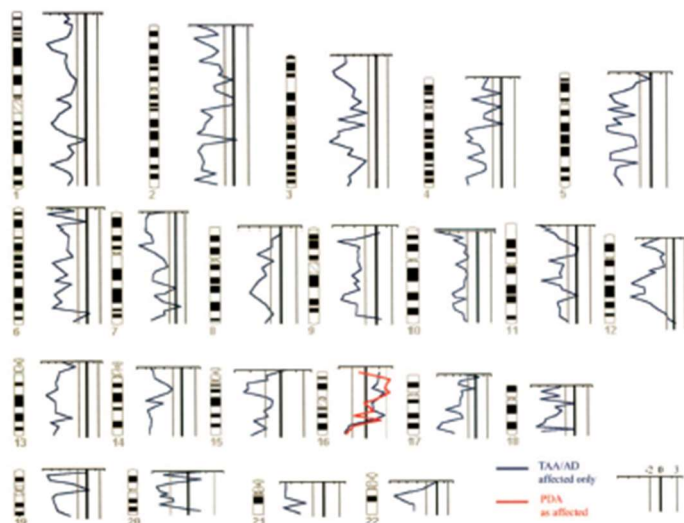 1 2 3 4 5
6 7 8 9 10 11 12
13 14 15 16 17 18
19 20 21 22
TAA/AD
affected only
PDA
as affected
-2 0 3